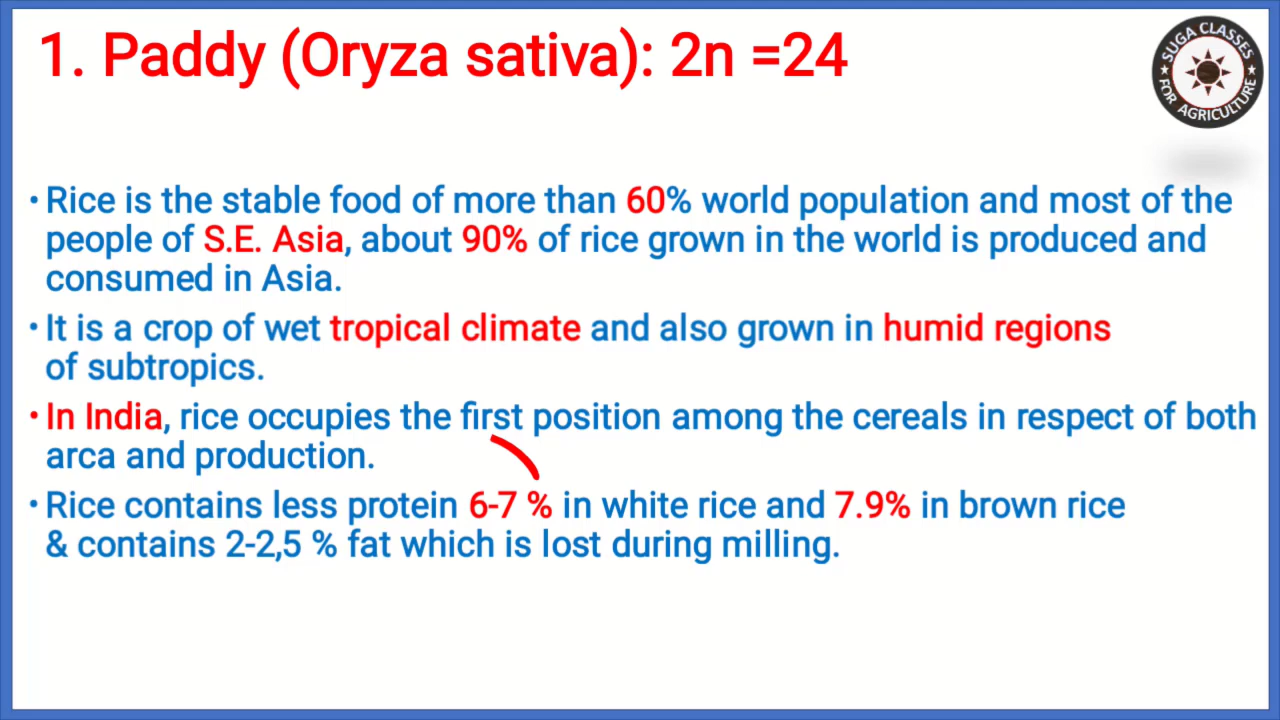 1. Paddy (Oryza sativa): 2n =24
SUGA CLASSES
FOR AGRICULTURE
• Rice is the stable food of more than 60% world population and most of the
people of S.E. Asia, about 90% of rice grown in the world is produced and
consumed in Asia.
• It is a crop of wet tropical climate and also grown in humid regions
of subtropics.
• In India, rice occupies the first position among the cereals in respect of both
arca and production.
• Rice contains less protein 6-7 % in white rice and 7.9% in brown rice
& contains 2-2,5 % fat which is lost during milling.